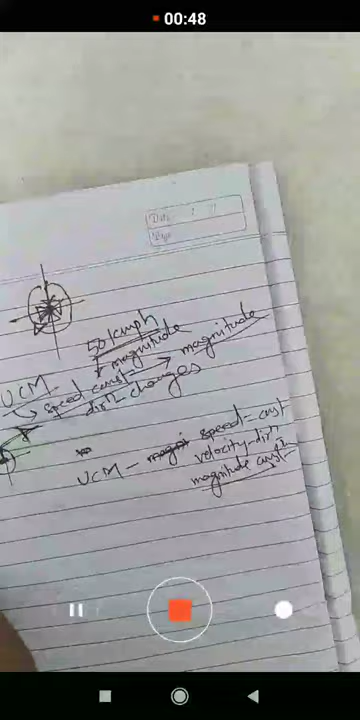 00:48
Date : / /
Page
50 kmph
magnitude
UCM
speed const → magnitude
dirn changes
UCM - speed = cnst
velocity - dirn
magnitude const